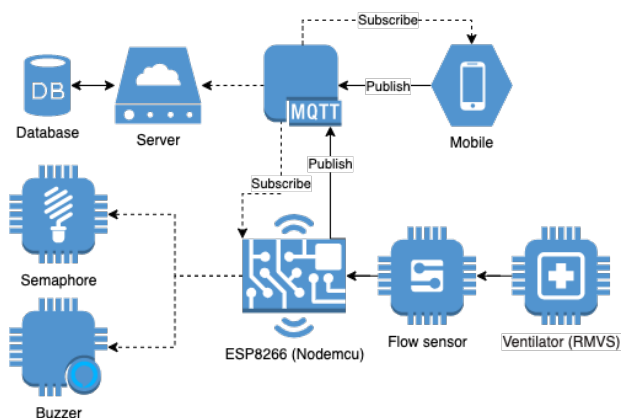 Subscribe
DB
MQTT
Publish
Database
Server
Mobile
Publish
Subscribe
Semaphore
ESP8266 (Nodemcu)
Flow sensor
Ventilator (RMVS)
Buzzer